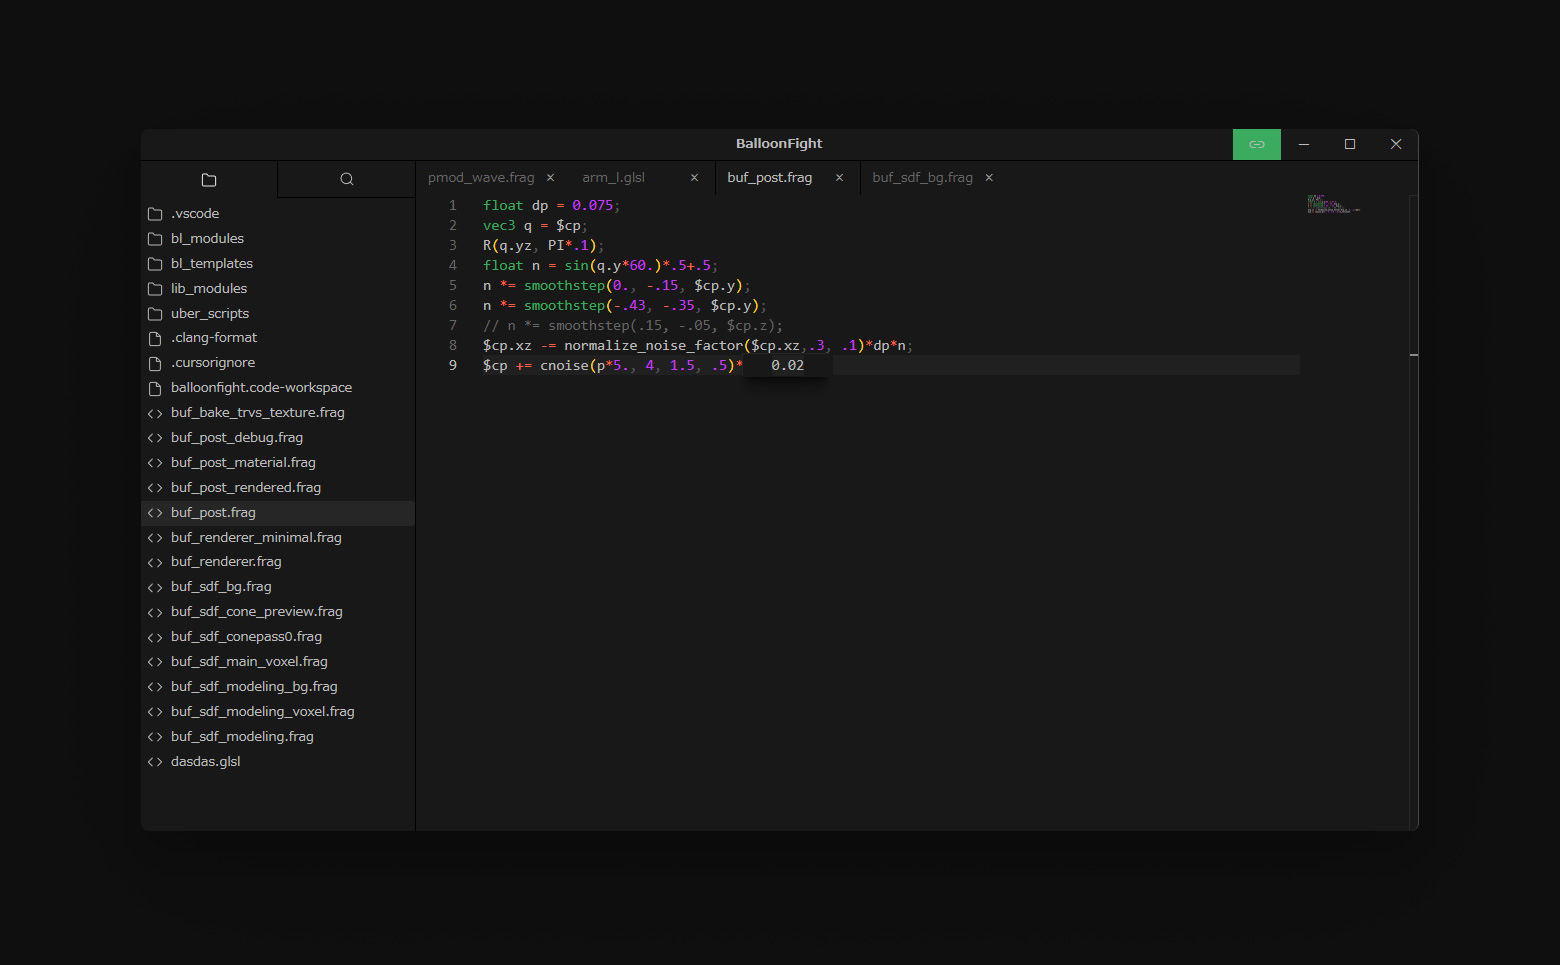 BalloonFight
pmod_wave.frag
arm_l.glsl
buf_post.frag
buf_sdf_bg.frag
.vscode
bl_modules
bl_templates
lib_modules
uber_scripts
.clang-format
.cursorignore
balloonfight.code-workspace
buf_bake_trvs_texture.frag
buf_post_debug.frag
buf_post_material.frag
buf_post_rendered.frag
buf_post.frag
buf_renderer_minimal.frag
buf_renderer.frag
buf_sdf_bg.frag
buf_sdf_cone_preview.frag
buf_sdf_conepass0.frag
buf_sdf_main_voxel.frag
buf_sdf_modeling_bg.frag
buf_sdf_modeling_voxel.frag
buf_sdf_modeling.frag
dasdas.glsl
1 float dp = 0.075;
2 vec3 q = $cp;
3 R(q.yz, PI*.1);
4 float n = sin(q.y*60.)*.5+.5;
5 n *= smoothstep(0., -.15, $cp.y);
6 n *= smoothstep(-.43, -.35, $cp.y);
7 // n *= smoothstep(.15, -.05, $cp.z);
8 $cp.xz -= normalize_noise_factor($cp.xz,.3, .1)*dp*n;
9 $cp += cnoise(p*5., 4, 1.5, .5)* 0.02